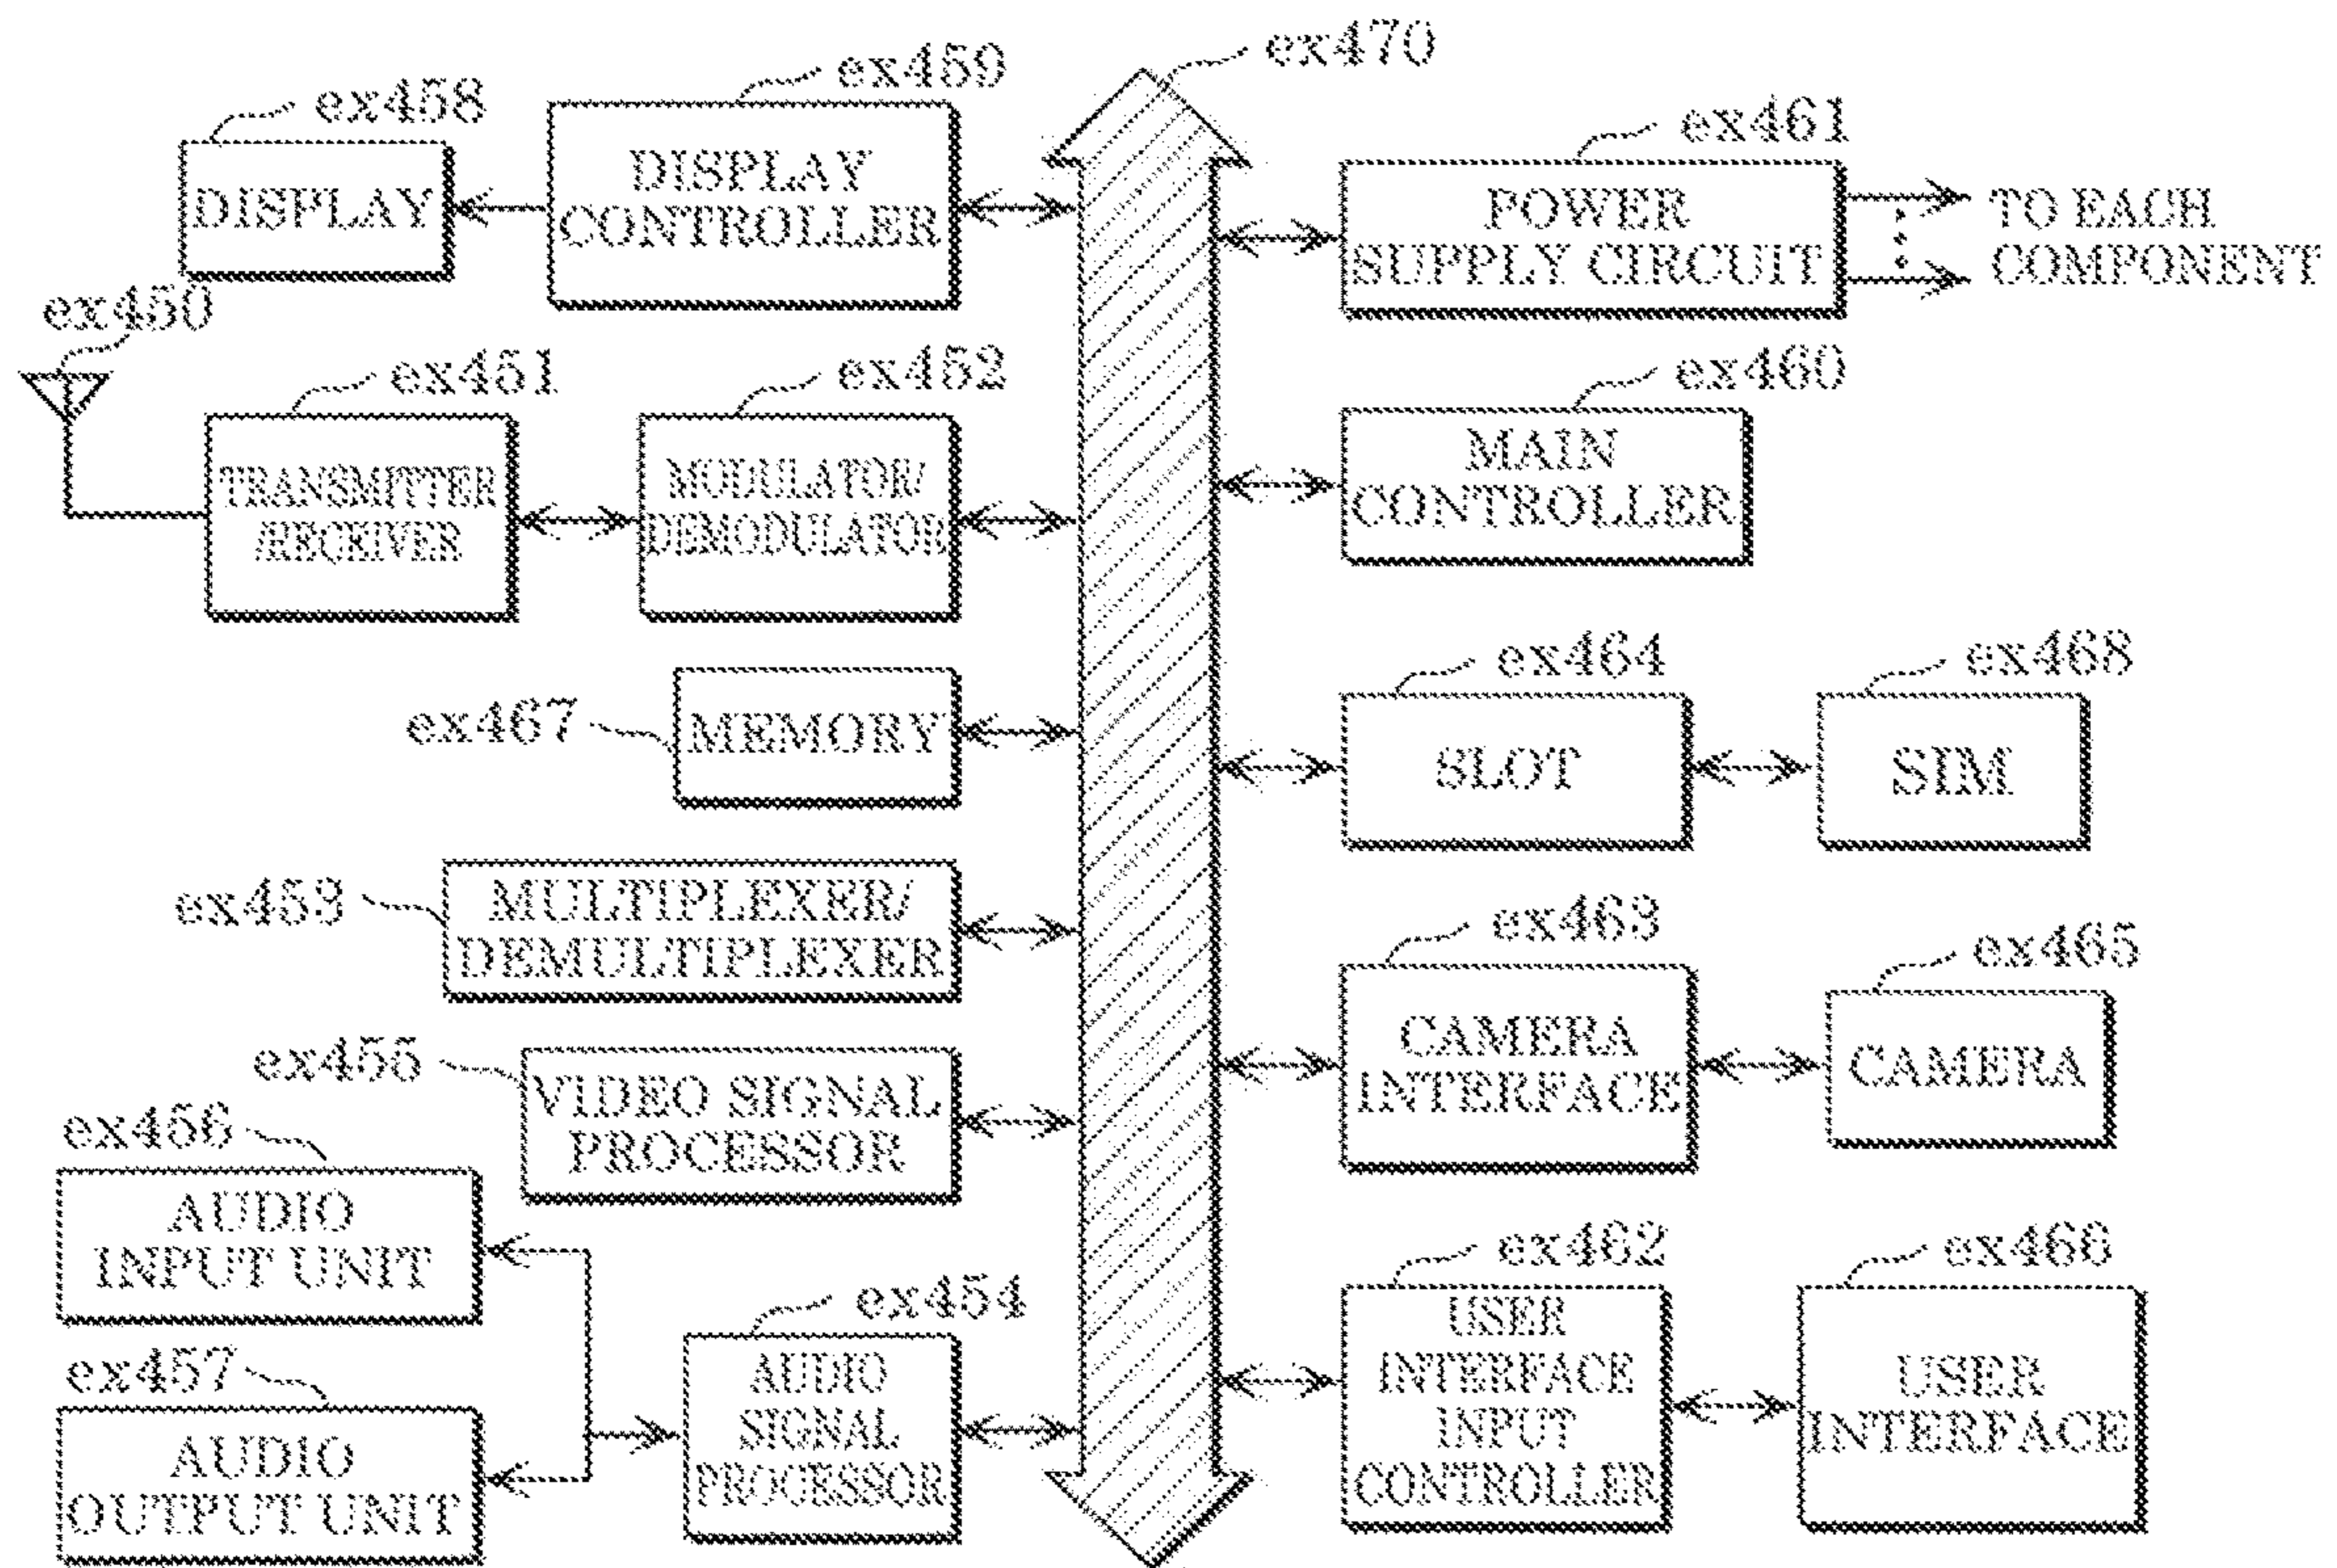 ex470
ex459
ex458
DISPLAY
DISPLAY
CONTROLLER
ex461
POWER
SUPPLY CIRCUIT
TO EACH
COMPONENT
ex450
ex451
TRANSMITTER
/RECEIVER
ex452
MODULATOR/
DEMODULATOR
ex460
MAIN
CONTROLLER
ex467
MEMORY
ex464
SLOT
ex468
SIM
ex453
MULTIPLEXER/
DEMULTIPLEXER
ex463
CAMERA
INTERFACE
ex465
CAMERA
ex455
VIDEO SIGNAL
PROCESSOR
ex456
AUDIO
INPUT UNIT
ex457
AUDIO
OUTPUT UNIT
ex454
AUDIO
SIGNAL
PROCESSOR
ex462
USER
INTERFACE
INPUT
CONTROLLER
ex466
USER
INTERFACE